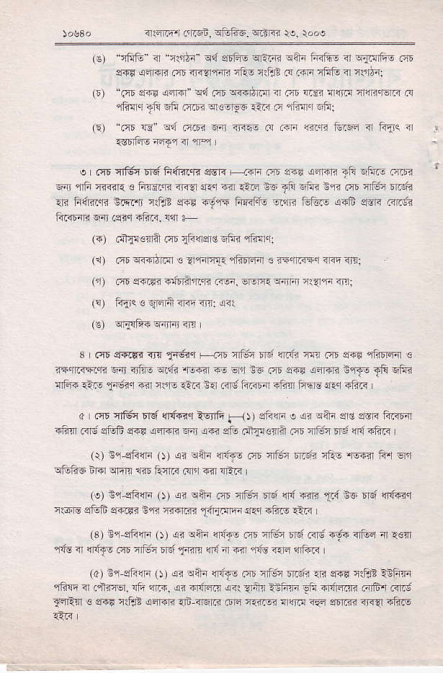 ১০৬৪০ বাংলাদেশ গেজেট, অতিরিক্ত, অক্টোবর ২৩, ২০০৩
(ঙ) “সমিতি” বা “সংগঠন” অর্থ প্রচলিত আইনের অধীন নিবন্ধিত বা অনুমোদিত সেচ
প্রকল্প এলাকার সেচ ব্যবস্থাপনার সহিত সংশ্লিষ্ট যে কোন সমিতি বা সংগঠন;
(চ) “সেচ প্রকল্প এলাকা” অর্থ সেচ অবকাঠামো বা সেচ যন্ত্রের মাধ্যমে সাধারণভাবে যে
পরিমাণ কৃষি জমি সেচের আওতাভুক্ত হইবে সে পরিমাণ জমি;
(ছ) “সেচ যন্ত্র” অর্থ সেচের জন্য ব্যবহৃত যে কোন ধরণের ডিজেল বা বিদ্যুৎ বা
হস্তচালিত নলকূপ বা পাম্প।
৩। সেচ সার্ভিস চার্জ নির্ধারণের প্রস্তাব।—কোন সেচ প্রকল্প এলাকার কৃষি জমিতে সেচের
জন্য পানি সরবরাহ ও নিয়ন্ত্রণের ব্যবস্থা গ্রহণ করা হইলে উক্ত কৃষি জমির উপর সেচ সার্ভিস চার্জের
হার নির্ধারণের উদ্দেশ্যে সংশ্লিষ্ট প্রকল্প কর্তৃপক্ষ নিম্নবর্ণিত তথ্যের ভিত্তিতে একটি প্রস্তাব বোর্ডের
বিবেচনার জন্য প্রেরণ করিবে, যথা ঃ—
(ক) মৌসুমওয়ারী সেচ সুবিধাপ্রাপ্ত জমির পরিমাণ;
(খ) সেচ অবকাঠামো ও স্থাপনাসমূহ পরিচালনা ও রক্ষণাবেক্ষণ বাবদ ব্যয়;
(গ) সেচ প্রকল্পের কর্মচারীগণের বেতন, ভাতাসহ অন্যান্য সংস্থাপন ব্যয়;
(ঘ) বিদ্যুৎ ও জ্বালানী বাবদ ব্যয়; এবং
(ঙ) আনুষঙ্গিক অন্যান্য ব্যয়।
৪। সেচ প্রকল্পের ব্যয় পুনর্ভরণ।—সেচ সার্ভিস চার্জ ধার্যের সময় সেচ প্রকল্প পরিচালনা ও
রক্ষণাবেক্ষণের জন্য ব্যয়িত অর্থের শতকরা কত ভাগ উক্ত সেচ প্রকল্প এলাকার উপকৃত কৃষি জমির
মালিক হইতে পুনর্ভরণ করা সংগত হইবে উহা বোর্ড বিবেচনা করিয়া সিদ্ধান্ত গ্রহণ করিবে।
৫। সেচ সার্ভিস চার্জ ধার্যকরণ ইত্যাদি।—(১) প্রবিধান ৩ এর অধীন প্রাপ্ত প্রস্তাব বিবেচনা
করিয়া বোর্ড প্রতিটি প্রকল্প এলাকার জন্য একর প্রতি মৌসুমওয়ারী সেচ সার্ভিস চার্জ ধার্য করিবে।
(২) উপ-প্রবিধান (১) এর অধীন ধার্যকৃত সেচ সার্ভিস চার্জের সহিত শতকরা বিশ ভাগ
অতিরিক্ত টাকা আদায় খরচ হিসাবে যোগ করা যাইবে।
(৩) উপ-প্রবিধান (১) এর অধীন সেচ সার্ভিস চার্জ ধার্য করার পূর্বে উক্ত চার্জ ধার্যকরণ
সংক্রান্ত প্রতিটি প্রকল্পের উপর সরকারের পূর্বানুমোদন গ্রহণ করিতে হইবে।
(৪) উপ-প্রবিধান (১) এর অধীন ধার্যকৃত সেচ সার্ভিস চার্জ বোর্ড কর্তৃক বাতিল না হওয়া
পর্যন্ত বা ধার্যকৃত সেচ সার্ভিস চার্জ পুনরায় ধার্য না করা পর্যন্ত বহাল থাকিবে।
(৫) উপ-প্রবিধান (১) এর অধীন ধার্যকৃত সেচ সার্ভিস চার্জের হার প্রকল্প সংশ্লিষ্ট ইউনিয়ন
পরিষদ বা পৌরসভা, যদি থাকে, এর কার্যালয়ে এবং স্থানীয় ইউনিয়ন ভূমি কার্যালয়ের নোটিশ বোর্ডে
ঝুলাইয়া ও প্রকল্প সংশ্লিষ্ট এলাকার হাট-বাজারে ঢোল সহরতের মাধ্যমে বহুল প্রচারের ব্যবস্থা করিতে
হইবে।